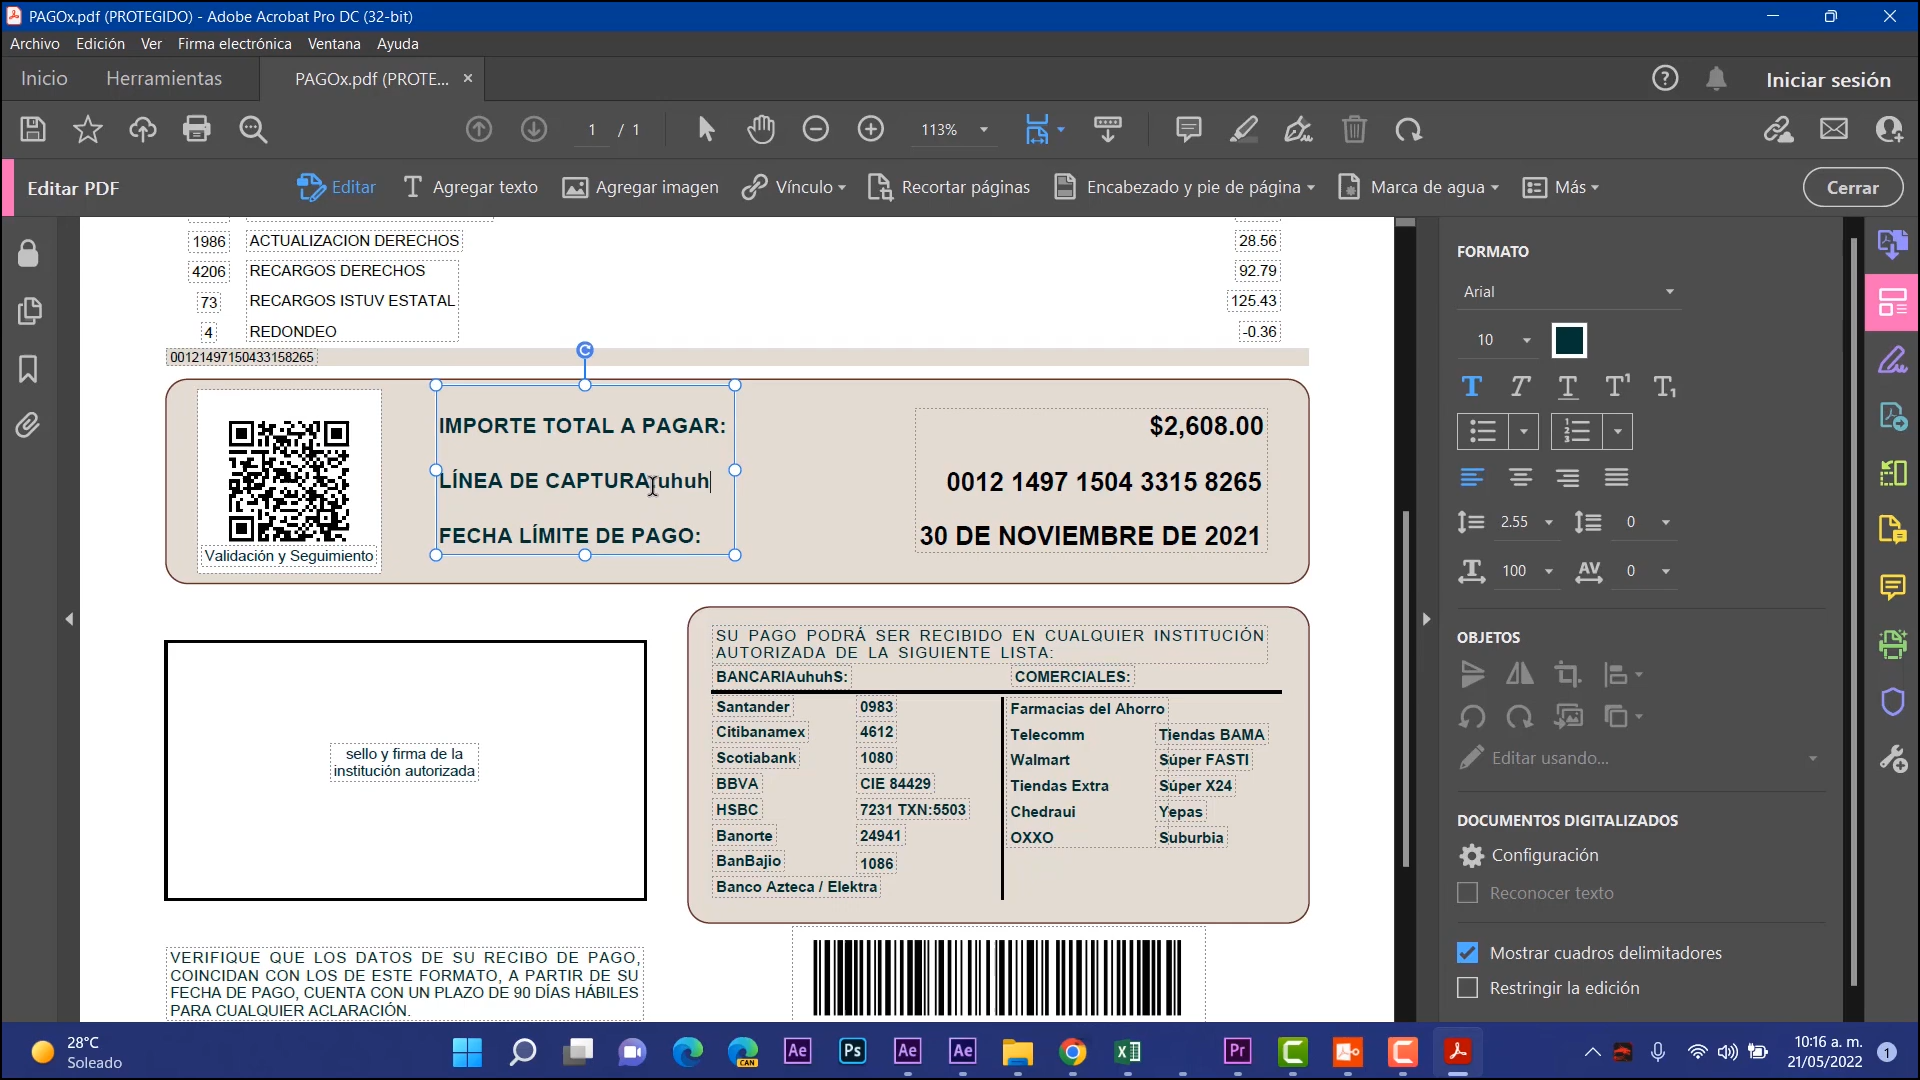 PAGOx.pdf (PROTEGIDO) - Adobe Acrobat Pro DC (32-bit)
Archivo Edición Ver Firma electrónica Ventana Ayuda
Inicio Herramientas PAGOx.pdf (PROTE... Iniciar sesión
1 / 1 113%
Editar PDF Editar Agregar texto Agregar imagen Vínculo Recortar páginas Encabezado y pie de página Marca de agua Más Cerrar
1986 ACTUALIZACION DERECHOS 28.56
4206 RECARGOS DERECHOS 92.79
73 RECARGOS ISTUV ESTATAL 125.43
4 REDONDEO -0.36
00121497150433158265
IMPORTE TOTAL A PAGAR: $2,608.00
LÍNEA DE CAPTURA:uhuh 0012 1497 1504 3315 8265
FECHA LÍMITE DE PAGO: 30 DE NOVIEMBRE DE 2021
Validación y Seguimiento
sello y firma de la
institución autorizada
SU PAGO PODRÁ SER RECIBIDO EN CUALQUIER INSTITUCIÓN
AUTORIZADA DE LA SIGUIENTE LISTA:
BANCARIAuhuhS: COMERCIALES:
Santander 0983 Farmacias del Ahorro
Citibanamex 4612 Telecomm Tiendas BAMA
Scotiabank 1080 Walmart Súper FASTI
BBVA CIE 84429 Tiendas Extra Súper X24
HSBC 7231 TXN:5503 Chedraui Yepas
Banorte 24941 OXXO Suburbia
BanBajio 1086
Banco Azteca / Elektra
VERIFIQUE QUE LOS DATOS DE SU RECIBO DE PAGO,
COINCIDAN CON LOS DE ESTE FORMATO, A PARTIR DE SU
FECHA DE PAGO, CUENTA CON UN PLAZO DE 90 DÍAS HÁBILES
PARA CUALQUIER ACLARACIÓN.
FORMATO
Arial
10
2.55 0
100 AV 0
OBJETOS
Editar usando...
DOCUMENTOS DIGITALIZADOS
Configuración
Reconocer texto
Mostrar cuadros delimitadores
Restringir la edición
28°C
Soleado
CAN Ae Ps Ae Ae Pr
10:16 a. m.
21/05/2022
1